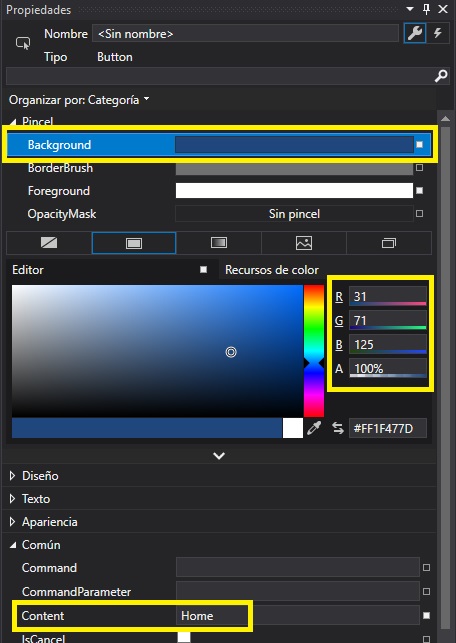 Propiedades
Nombre <Sin nombre>
Tipo Button
Organizar por: Categoría
Pincel
Background
BorderBrush
Foreground
OpacityMask Sin pincel
Editor Recursos de color
R 31
G 71
B 125
A 100%
#FF1F477D
Diseño
Texto
Apariencia
Común
Command
CommandParameter
Content Home
IsCancel